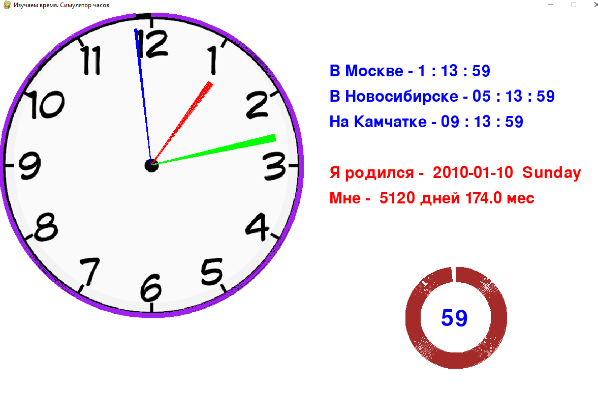 Изучаем время. Симулятор часов
12
11
1
10
2
9
3
8
4
7
5
6
В Москве - 1 : 13 : 59
В Новосибирске - 05 : 13 : 59
На Камчатке - 09 : 13 : 59
Я родился - 2010-01-10 Sunday
Мне - 5120 дней 174.0 мес
59